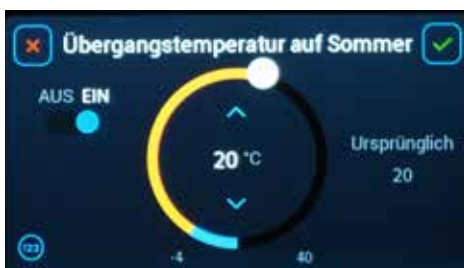 Übergangstemperatur auf Sommer
AUS EIN
20 °C
Ursprünglich
20
123
-4
40